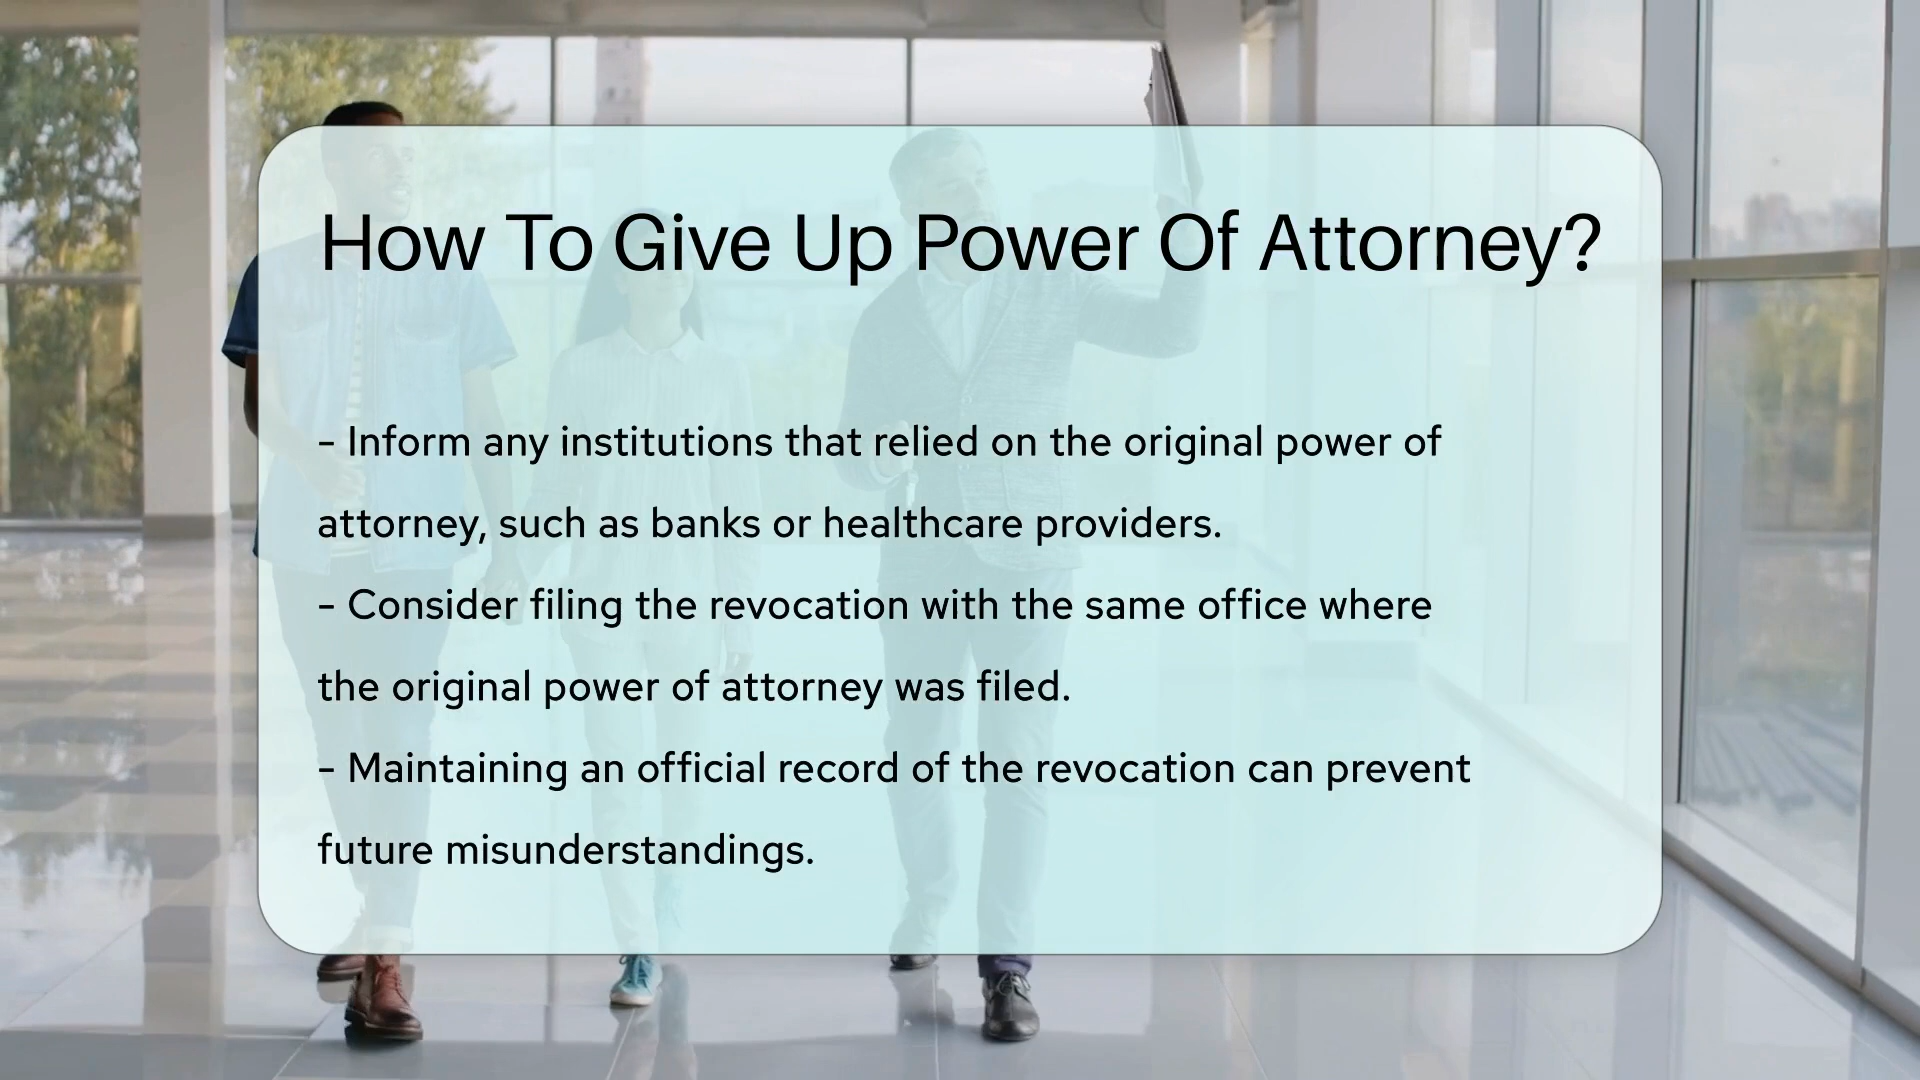 How To Give Up Power Of Attorney?
- Inform any institutions that relied on the original power of
attorney, such as banks or healthcare providers.
- Consider filing the revocation with the same office where
the original power of attorney was filed.
- Maintaining an official record of the revocation can prevent
future misunderstandings.